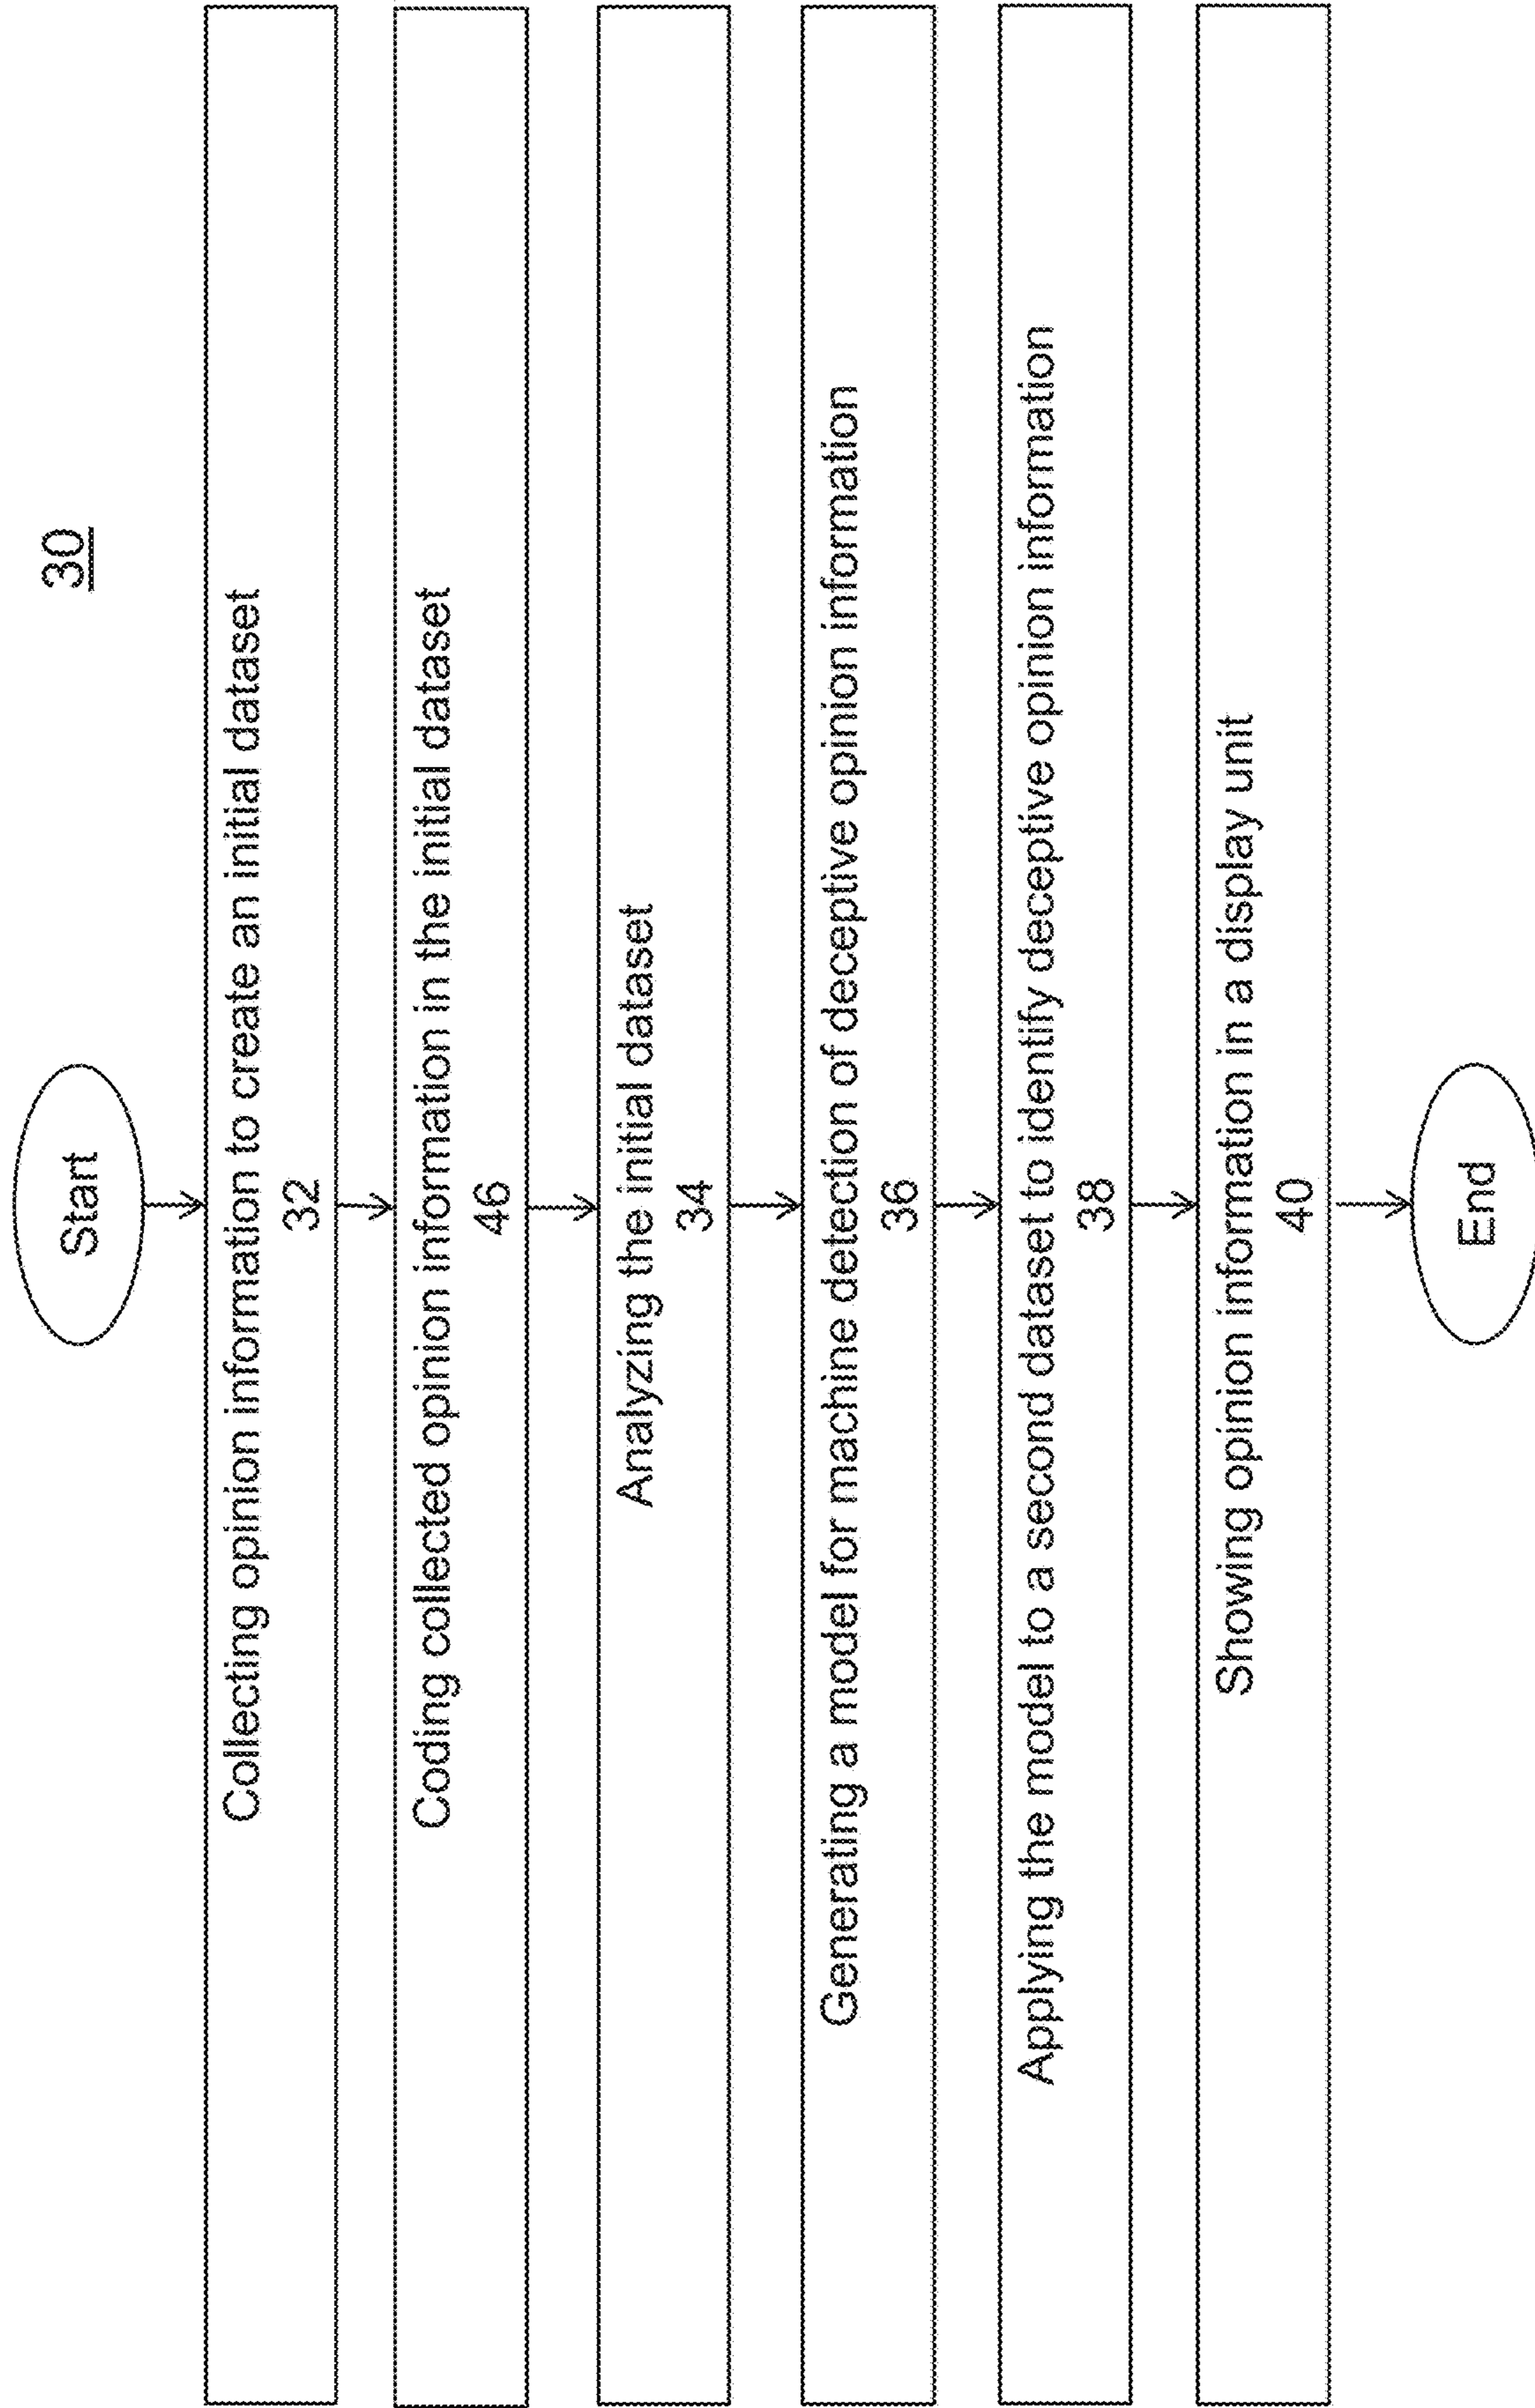 30
Start
Collecting opinion information to create an initial dataset
32
Coding collected opinion information in the initial dataset
46
Analyzing the initial dataset
34
Generating a model for machine detection of deceptive opinion information
36
Applying the model to a second dataset to identify deceptive opinion information
38
Showing opinion information in a display unit
40
End